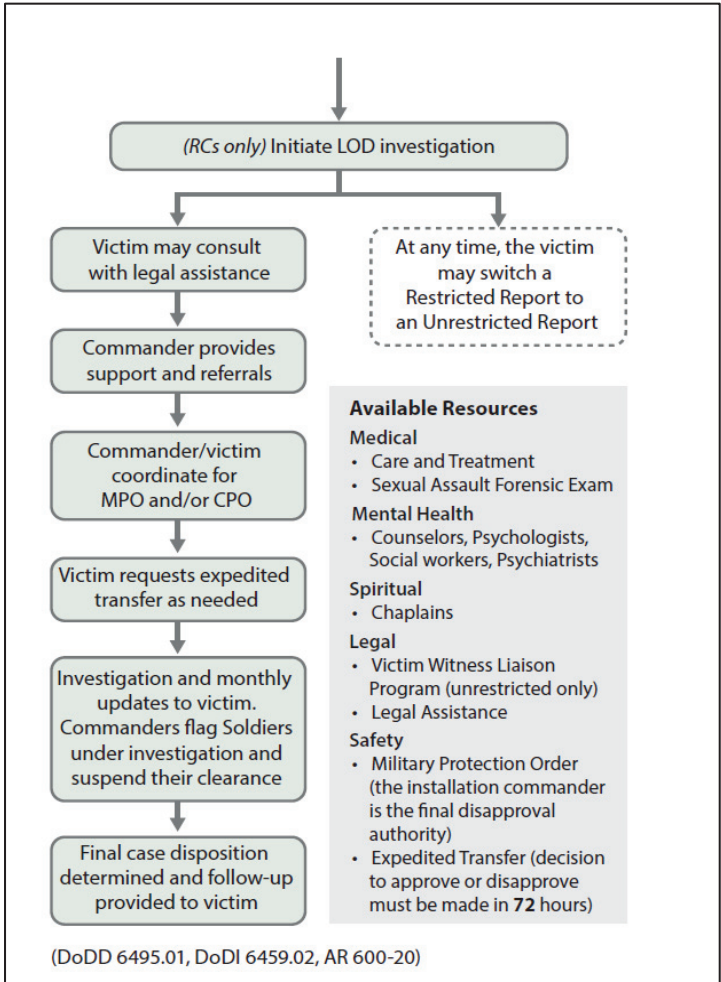 (RCs only) Initiate LOD investigation
Victim may consult
with legal assistance
At any time, the victim
may switch a
Restricted Report to
an Unrestricted Report
Commander provides
support and referrals
Commander/victim
coordinate for
MPO and/or CPO
Victim requests expedited
transfer as needed
Investigation and monthly
updates to victim.
Commanders flag Soldiers
under investigation and
suspend their clearance
Final case disposition
determined and follow-up
provided to victim
Available Resources
Medical
• Care and Treatment
• Sexual Assault Forensic Exam
Mental Health
• Counselors, Psychologists,
Social workers, Psychiatrists
Spiritual
• Chaplains
Legal
• Victim Witness Liaison
Program (unrestricted only)
• Legal Assistance
Safety
• Military Protection Order
(the installation commander
is the final disapproval
authority)
• Expedited Transfer (decision
to approve or disapprove
must be made in 72 hours)
(DoDD 6495.01, DoDI 6459.02, AR 600-20)